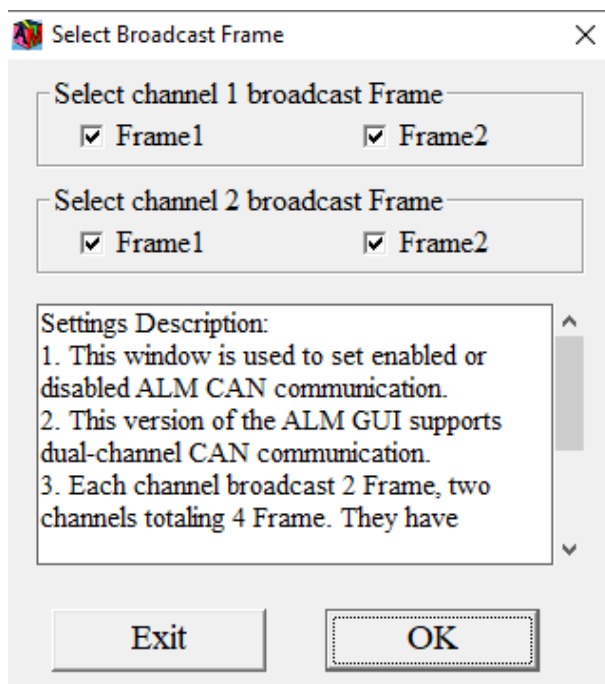 Select Broadcast Frame
Select channel 1 broadcast Frame
Frame1 Frame2
Select channel 2 broadcast Frame
Frame1 Frame2
Settings Description:
1. This window is used to set enabled or
disabled ALM CAN communication.
2. This version of the ALM GUI supports
dual-channel CAN communication.
3. Each channel broadcast 2 Frame, two
channels totaling 4 Frame. They have
Exit OK